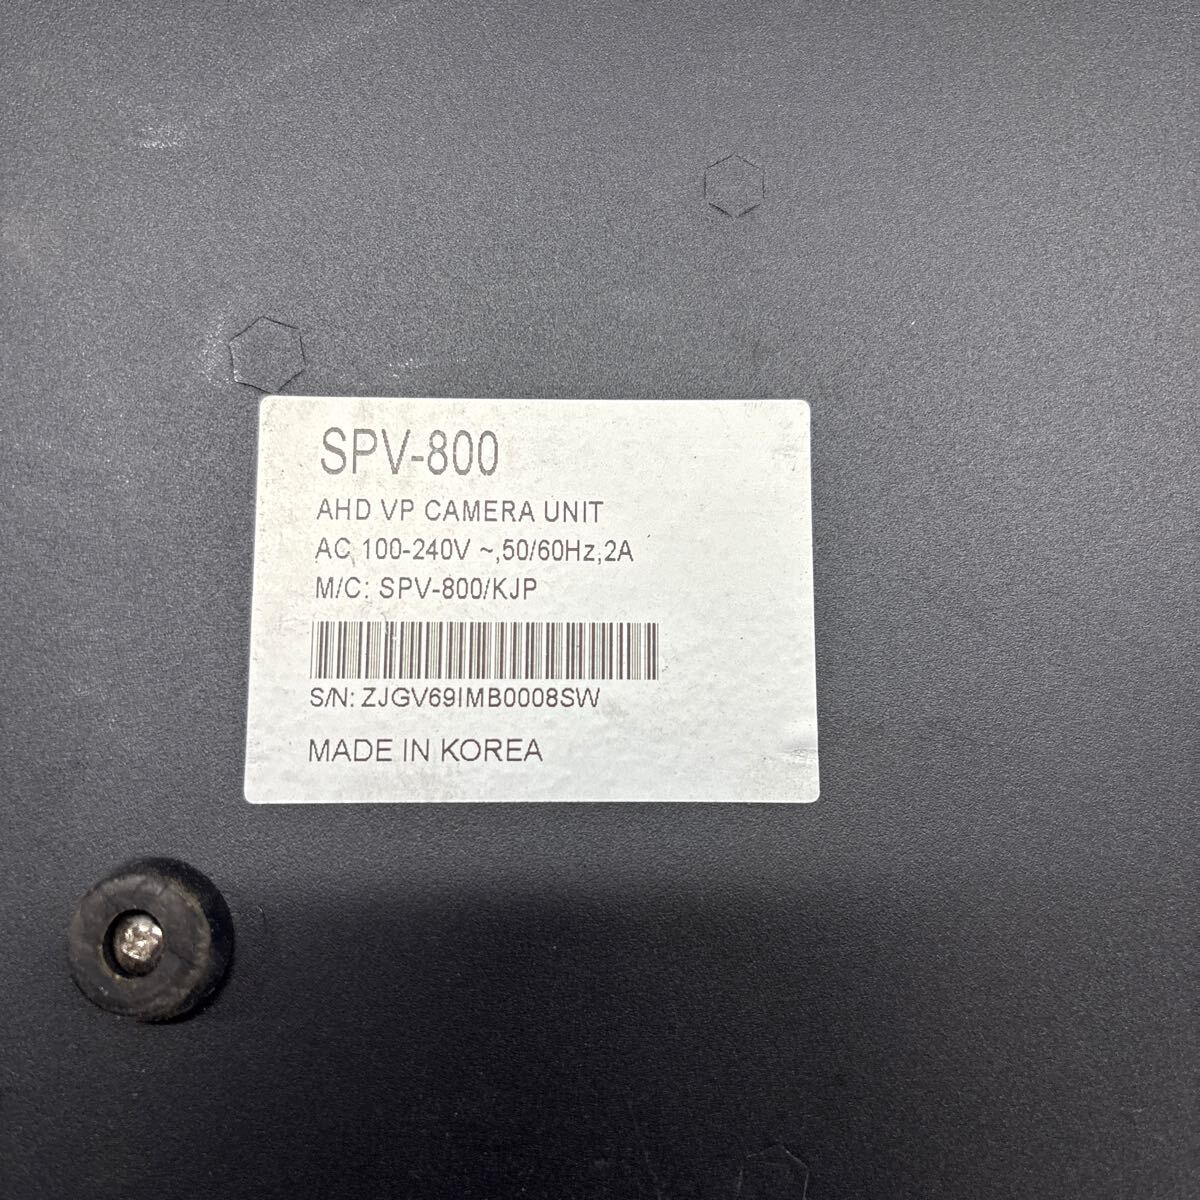 SPV-800
AHD VP CAMERA UNIT
AC 100-240V ~,50/60Hz,2A
M/C: SPV-800/KJP
S/N: ZJGV69IMB0008SW
MADE IN KOREA